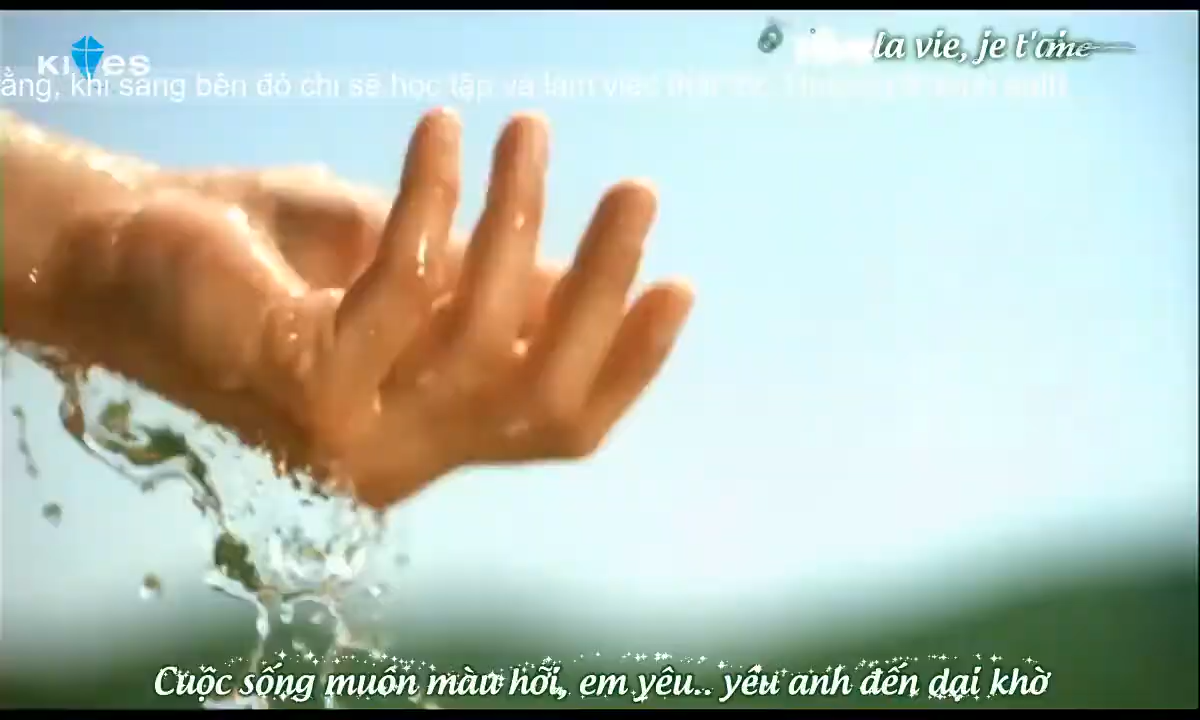 la vie, je t'aime
KITES
ằng, khi sang bên đó chị sẽ học tập và làm việc
Cuộc sống muôn màu hỡi, em yêu.. yêu anh đến dại khờ